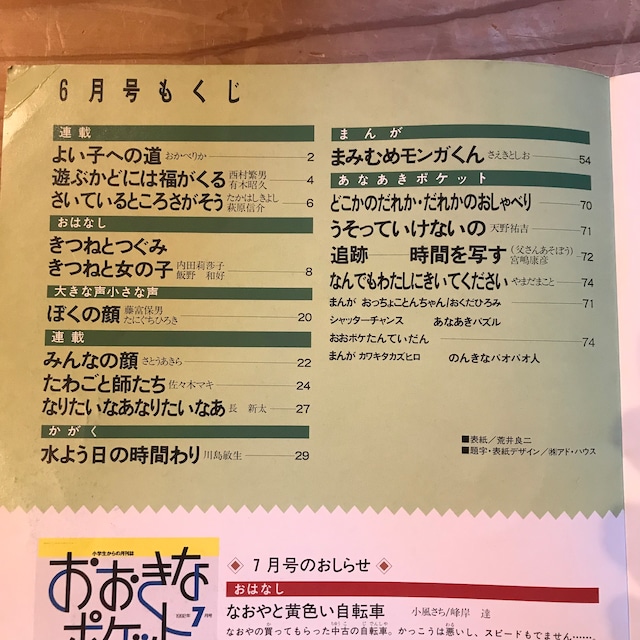 6月号もくじ
連載
よい子への道 おかべりか 2
遊ぶかどには福がくる 西村繁男 有木昭久 4
さいているところさがそう たかはしきよし 萩原信介 6
おはなし
きつねとつぐみ
きつねと女の子 内田莉莎子 飯野和好 8
大きな声小さな声
ぼくの顔 藤富保男 たにぐちひろき 20
連載
みんなの顔 さとうあきら 22
たわごと師たち 佐々木マキ 24
なりたいなあなりたいなあ 長新太 27
かがく
水よう日の時間わり 川島敏生 29
まんが
まみむめモンガくん さえきとしお 54
あなあきポケット
どこかのだれか・だれかのおしゃべり 70
うそっていけないの 天野祐吉 71
追跡──時間を写す (父さんあそぼう) 宮嶋康彦 72
なんでもわたしにきいてください やまだまこと 74
まんが おっちょことんちゃん/おくだひろみ 71
シャッターチャンス あなあきパズル
おおポケたんていだん 74
まんが カワキタカズヒロ のんきなパオパオ人
■表紙/荒井良二
■題字・表紙デザイン/㈱アド・ハウス
小学生からの月刊誌
おおきな
ポケット
1992年7月号
◈ 7月号のおしらせ ◈
おはなし
なおやと黄色い自転車 小風さち/峰岸達
なおやの買ってもらった中古の自転車。かっこうは悪いし、スピードもでません……。